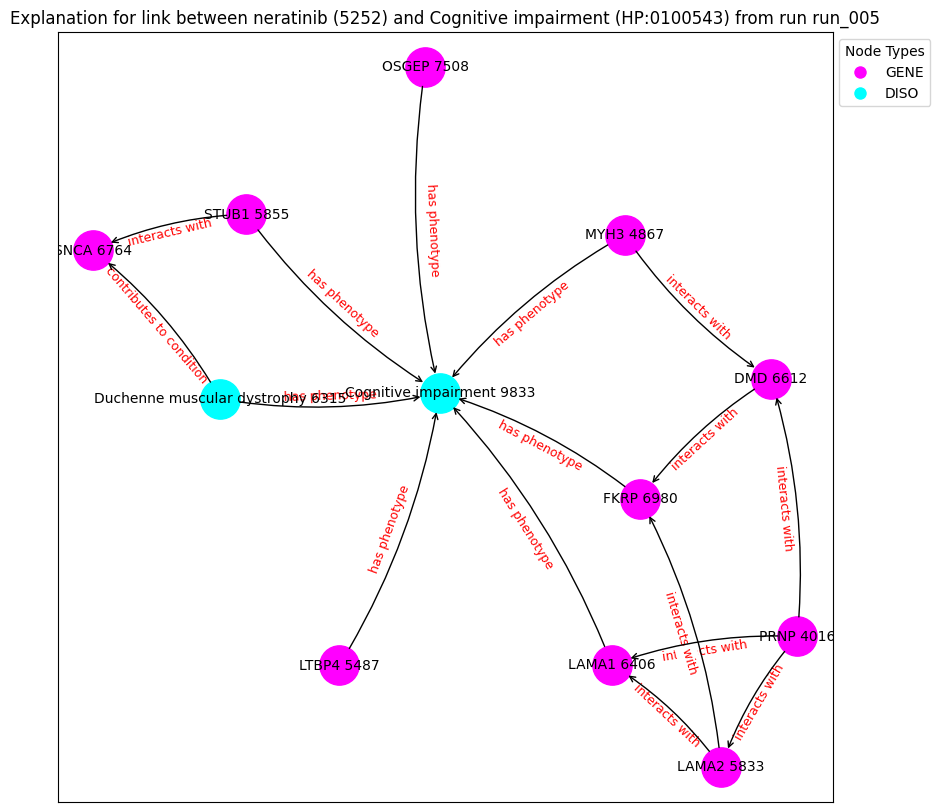 Explanation for link between neratinib (5252) and Cognitive impairment (HP:0100543) from run run_005
Node Types
GENE
DISO
OSGEP 7508
STUB1 5855
SNCA 6764
MYH3 4867
interacts with
has phenotype
contributes to condition
has phenotype
has phenotype
interacts with
DMD 6612
Duchenne muscular dystrophy 6315
has phenotype
Cognitive impairment 9833
interacts with
has phenotype
FKRP 6980
has phenotype
has phenotype
interacts with
interacts with
PRNP 4016
LTBP4 5487
LAMA1 6406
interacts with
interacts with
interacts with
LAMA2 5833